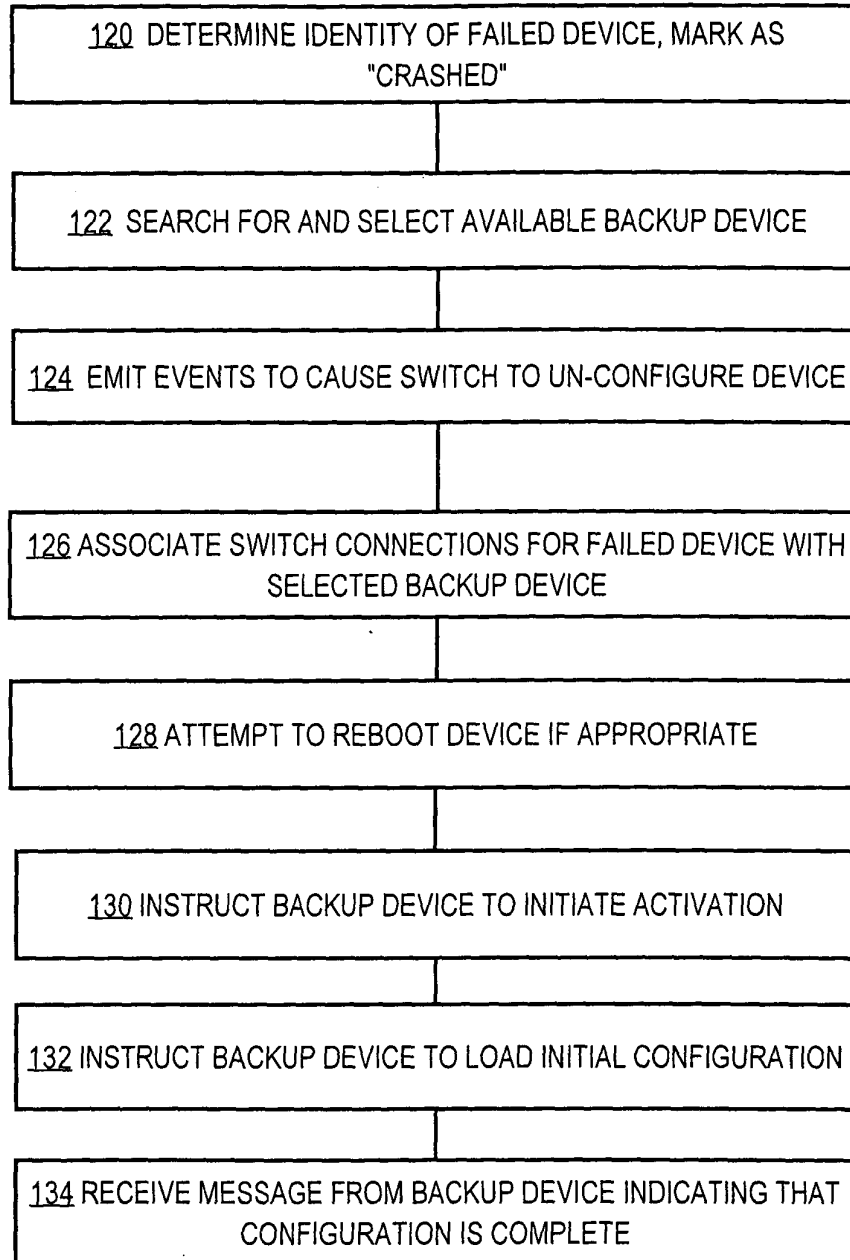 120 DETERMINE IDENTITY OF FAILED DEVICE, MARK AS
"CRASHED"
122 SEARCH FOR AND SELECT AVAILABLE BACKUP DEVICE
124 EMIT EVENTS TO CAUSE SWITCH TO UN-CONFIGURE DEVICE
126 ASSOCIATE SWITCH CONNECTIONS FOR FAILED DEVICE WITH
SELECTED BACKUP DEVICE
128 ATTEMPT TO REBOOT DEVICE IF APPROPRIATE
130 INSTRUCT BACKUP DEVICE TO INITIATE ACTIVATION
132 INSTRUCT BACKUP DEVICE TO LOAD INITIAL CONFIGURATION
134 RECEIVE MESSAGE FROM BACKUP DEVICE INDICATING THAT
CONFIGURATION IS COMPLETE